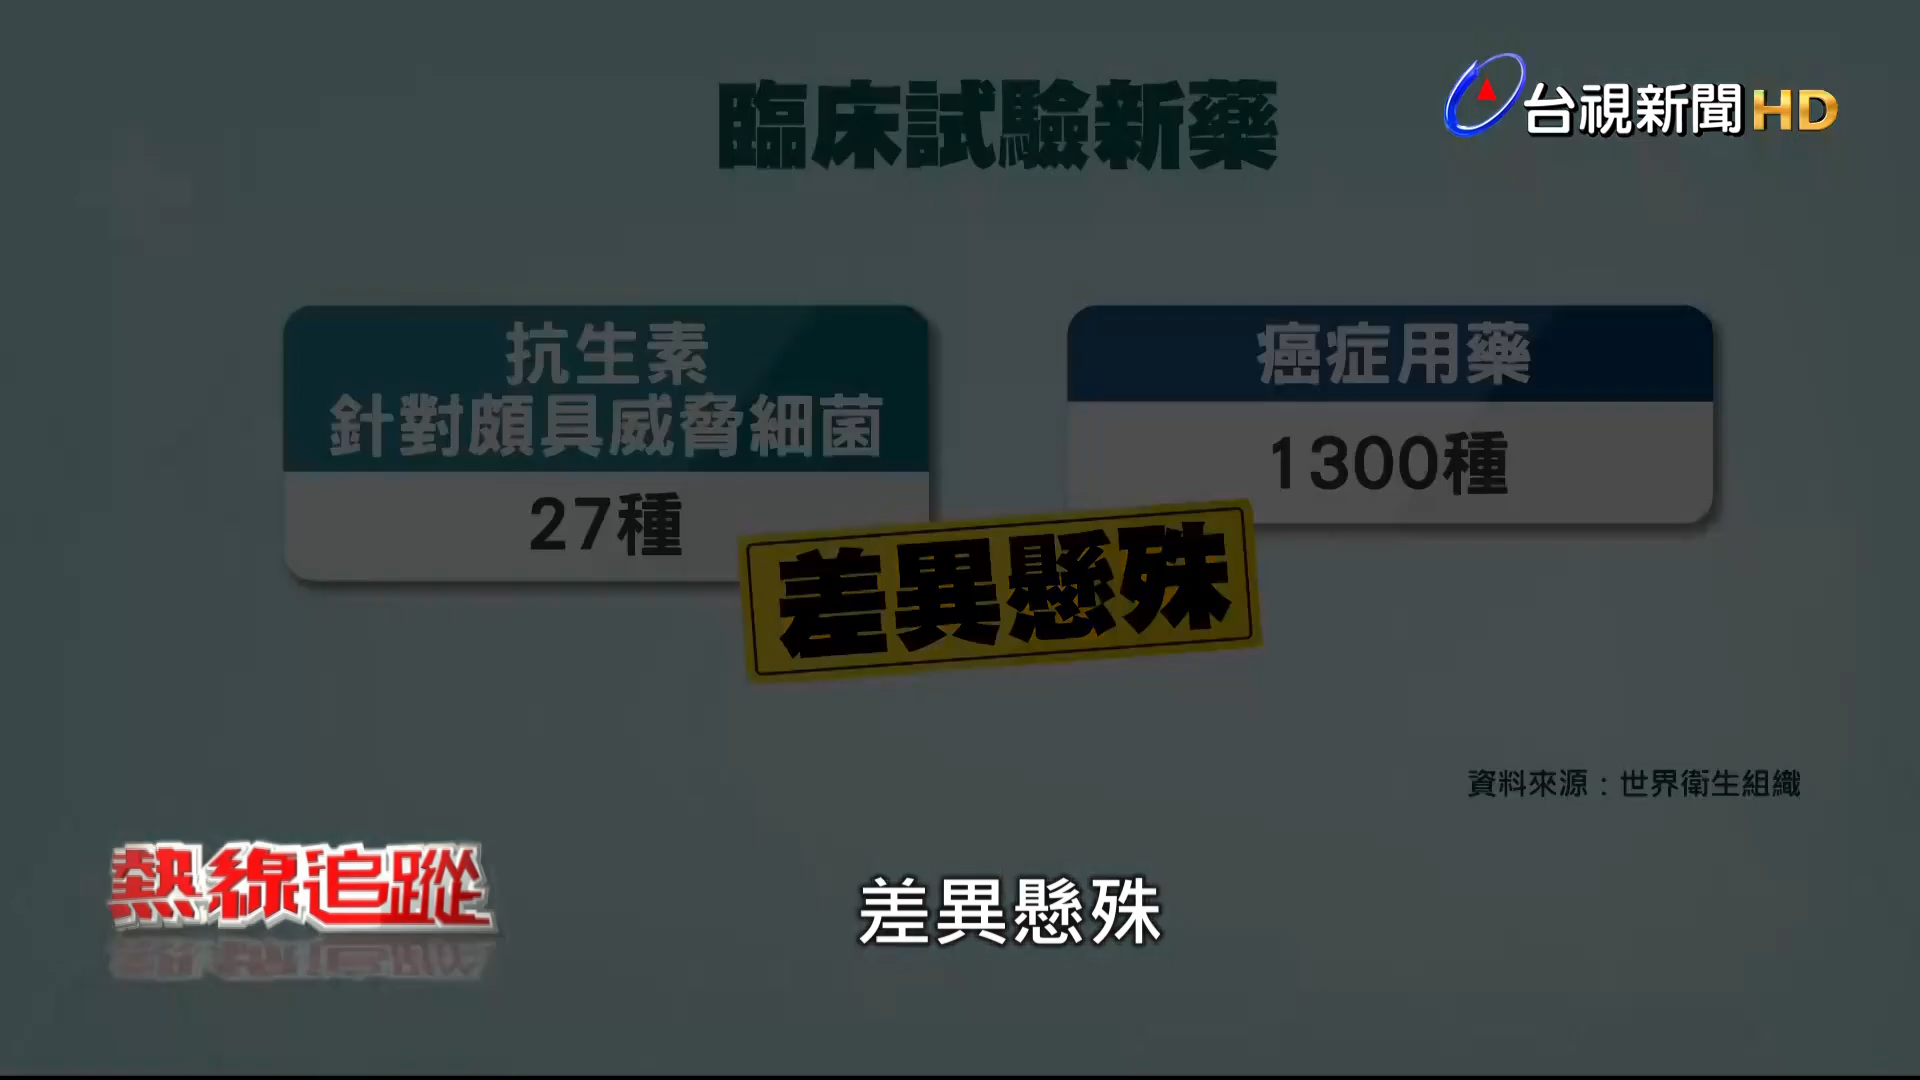 臨床試驗新藥
台視新聞HD
抗生素
針對頗具威脅細菌
27種
癌症用藥
1300種
差異懸殊
資料來源：世界衛生組織
熱線追蹤
差異懸殊